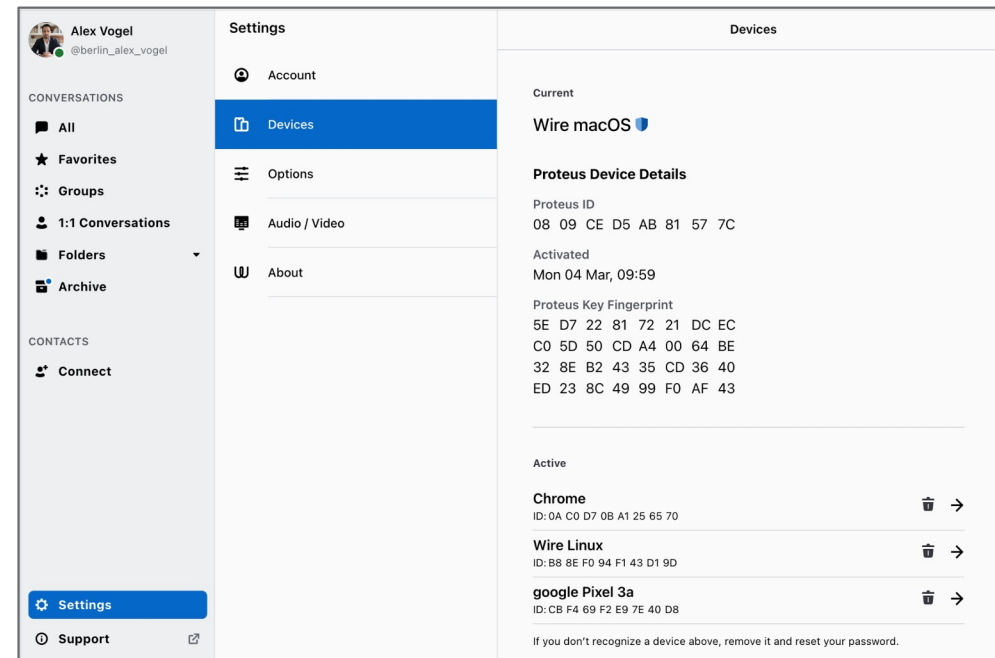 Alex Vogel
@berlin_alex_vogel
CONVERSATIONS
All
Favorites
Groups
1:1 Conversations
Folders
Archive
CONTACTS
Connect
Settings
Support
Settings
Account
Devices
Options
Audio / Video
About
Devices
Current
Wire macOS
Proteus Device Details
Proteus ID
08 09 CE D5 AB 81 57 7C
Activated
Mon 04 Mar, 09:59
Proteus Key Fingerprint
5E D7 22 81 72 21 DC EC
C0 5D 50 CD A4 00 64 BE
32 8E B2 43 35 CD 36 40
ED 23 8C 49 99 F0 AF 43
Active
Chrome
ID: 0A C0 D7 0B A1 25 65 70
Wire Linux
ID: B8 8E F0 94 F1 43 D1 9D
google Pixel 3a
ID: CB F4 69 F2 E9 7E 40 D8
If you don’t recognize a device above, remove it and reset your password.